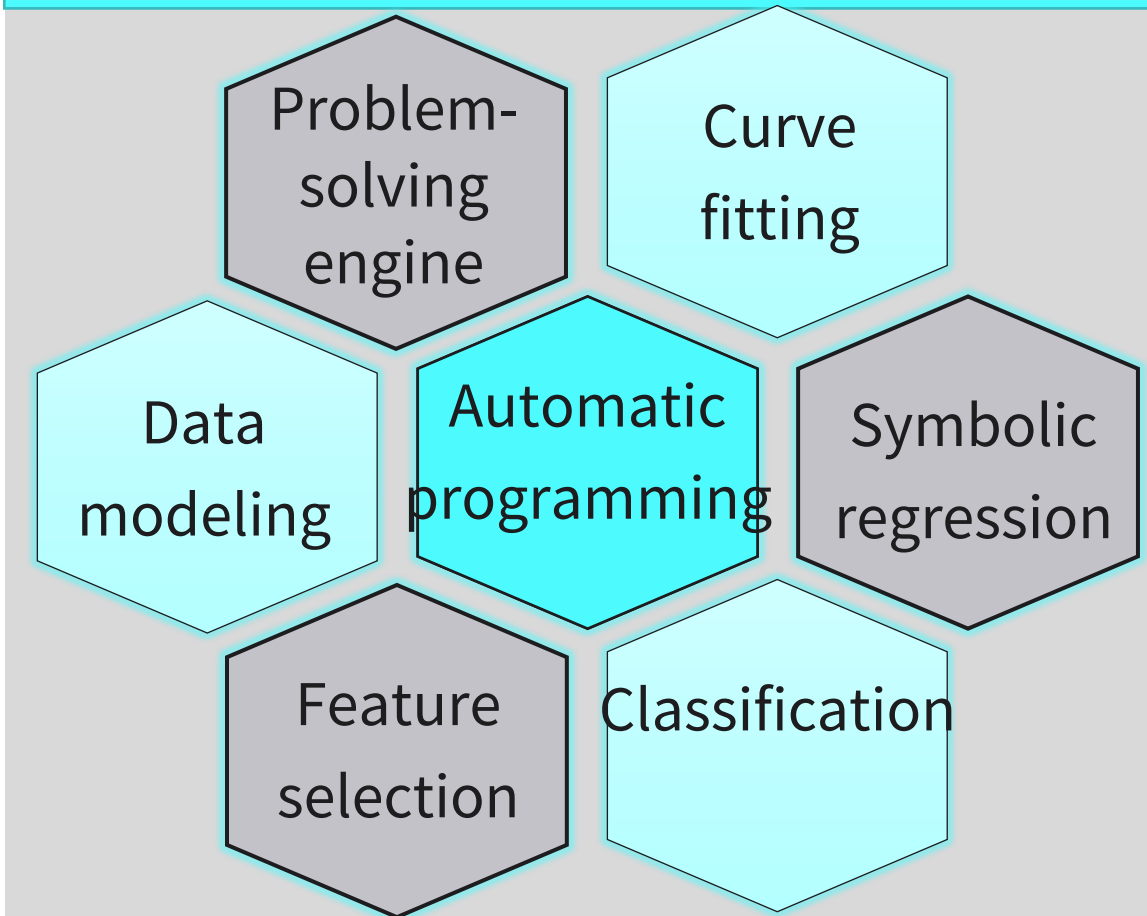 Problem-
solving
engine
Curve
fitting
Data
modeling
Automatic
programming
Symbolic
regression
Feature
selection
Classification